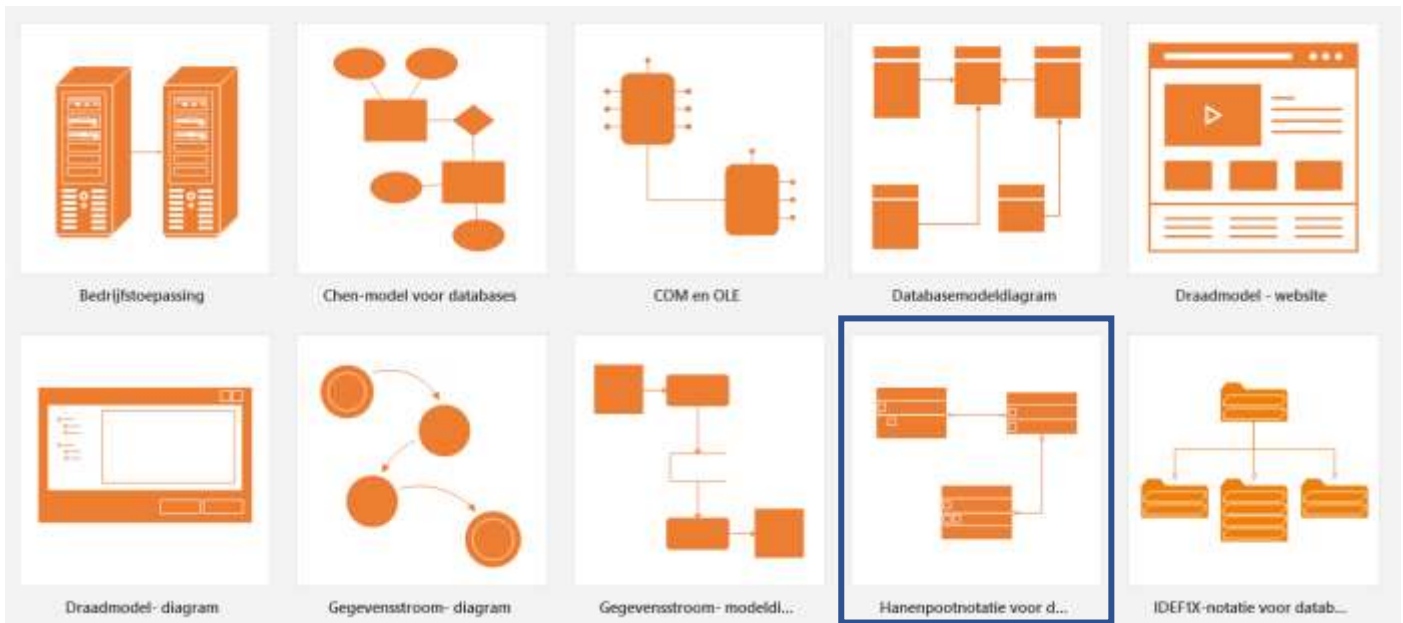 Bedrijfstoepassing
Chen-model voor databases
COM en OLE
Databasemodeldiagram
Draadmodel - website
Draadmodel- diagram
Gegevensstroom- diagram
Gegevensstroom- modeldi...
Hanenpootnotatie voor d...
IDEF1X-notatie voor datab...